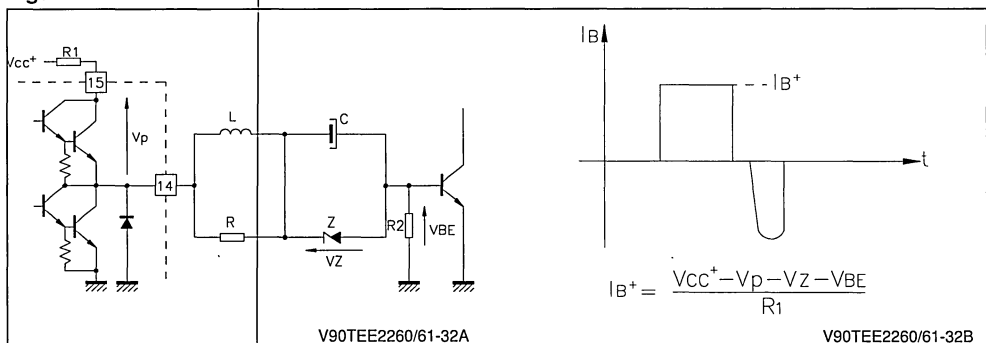 Vcc+
R1
15
Vp
L
C
14
R
Z
R2
VBE
VZ
V90TEE2260/61-32A
IB
IB+
t
IB+ = VCC+-Vp-VZ-VBE
R1
V90TEE2260/61-32B